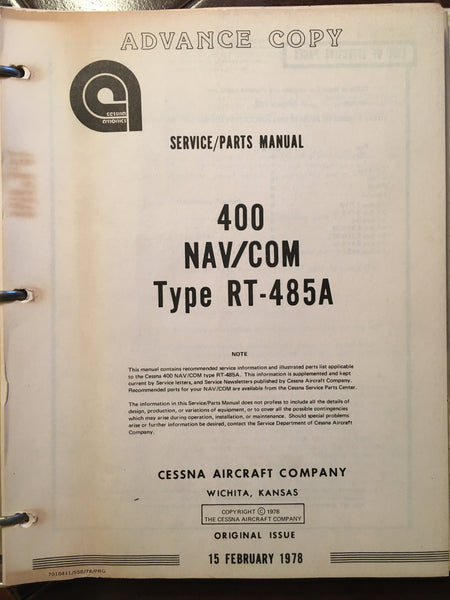 ADVANCE COPY
CESSNA
AVIONICS
SERVICE/PARTS MANUAL
400
NAV/COM
Type RT-485A
NOTE
This manual contains recommended service information and illustrated parts list applicable
to the Cessna 400 NAV/COM type RT-485A. This information is supplemented and kept
current by Service letters, and Service Newsletters published by Cessna Aircraft Company.
Recommended parts for your NAV/COM are available from the Cessna Service Parts Center.
The information in this Service/Parts Manual does not profess to include all the details of
design, production, or variations of equipment, or to cover all the possible contingencies
which may arise during operation, installation, or maintenance. Should special problems
arise or further information be desired, contact the Service Department of Cessna Aircraft
Company.
CESSNA AIRCRAFT COMPANY
WICHITA, KANSAS
COPYRIGHT © 1978
THE CESSNA AIRCRAFT COMPANY
ORIGINAL ISSUE
15 FEBRUARY 1978